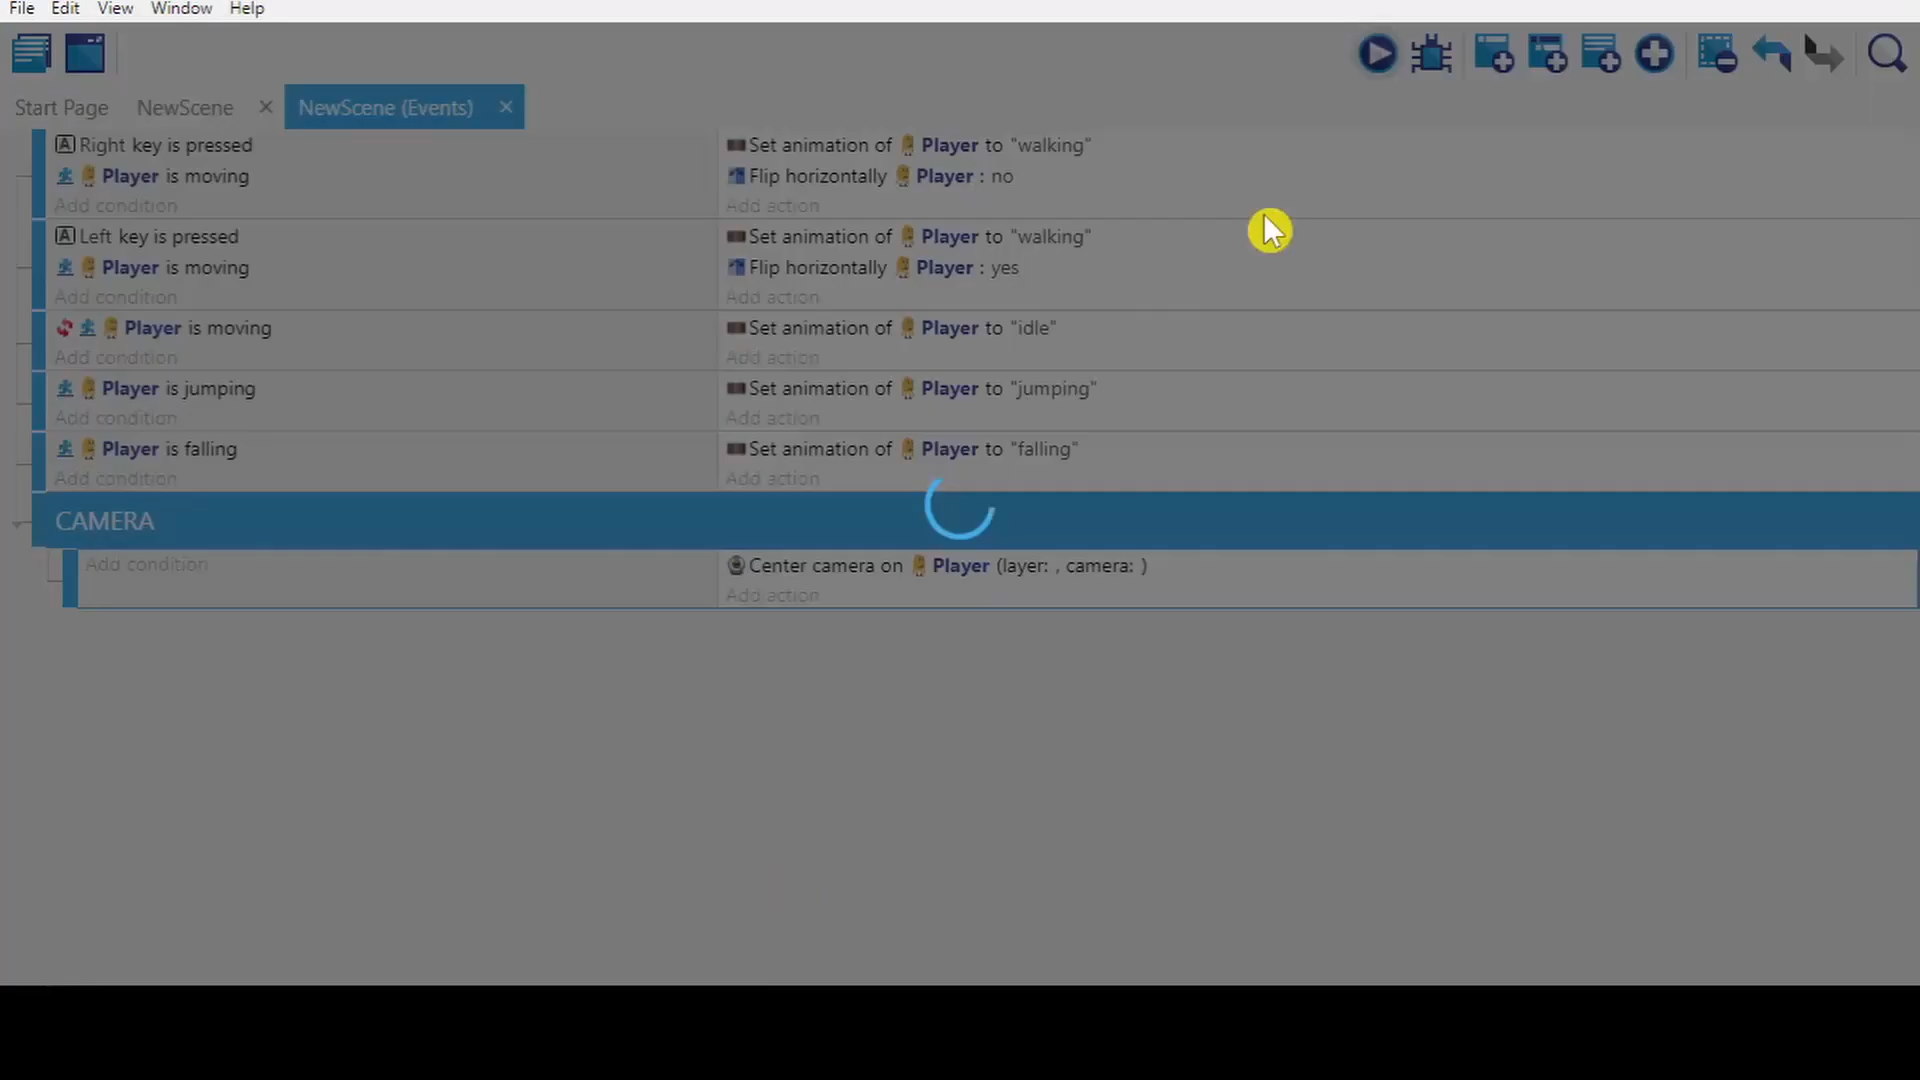 File Edit View Window Help
Start Page NewScene × NewScene (Events) ×
A Right key is pressed Set animation of Player to "walking"
Player is moving Flip horizontally Player : no
Add condition Add action
A Left key is pressed Set animation of Player to "walking"
Player is moving Flip horizontally Player : yes
Add condition Add action
Player is moving Set animation of Player to "idle"
Add condition Add action
Player is jumping Set animation of Player to "jumping"
Add condition Add action
Player is falling Set animation of Player to "falling"
Add condition Add action
CAMERA
Add condition Center camera on Player (layer: , camera: )
Add action